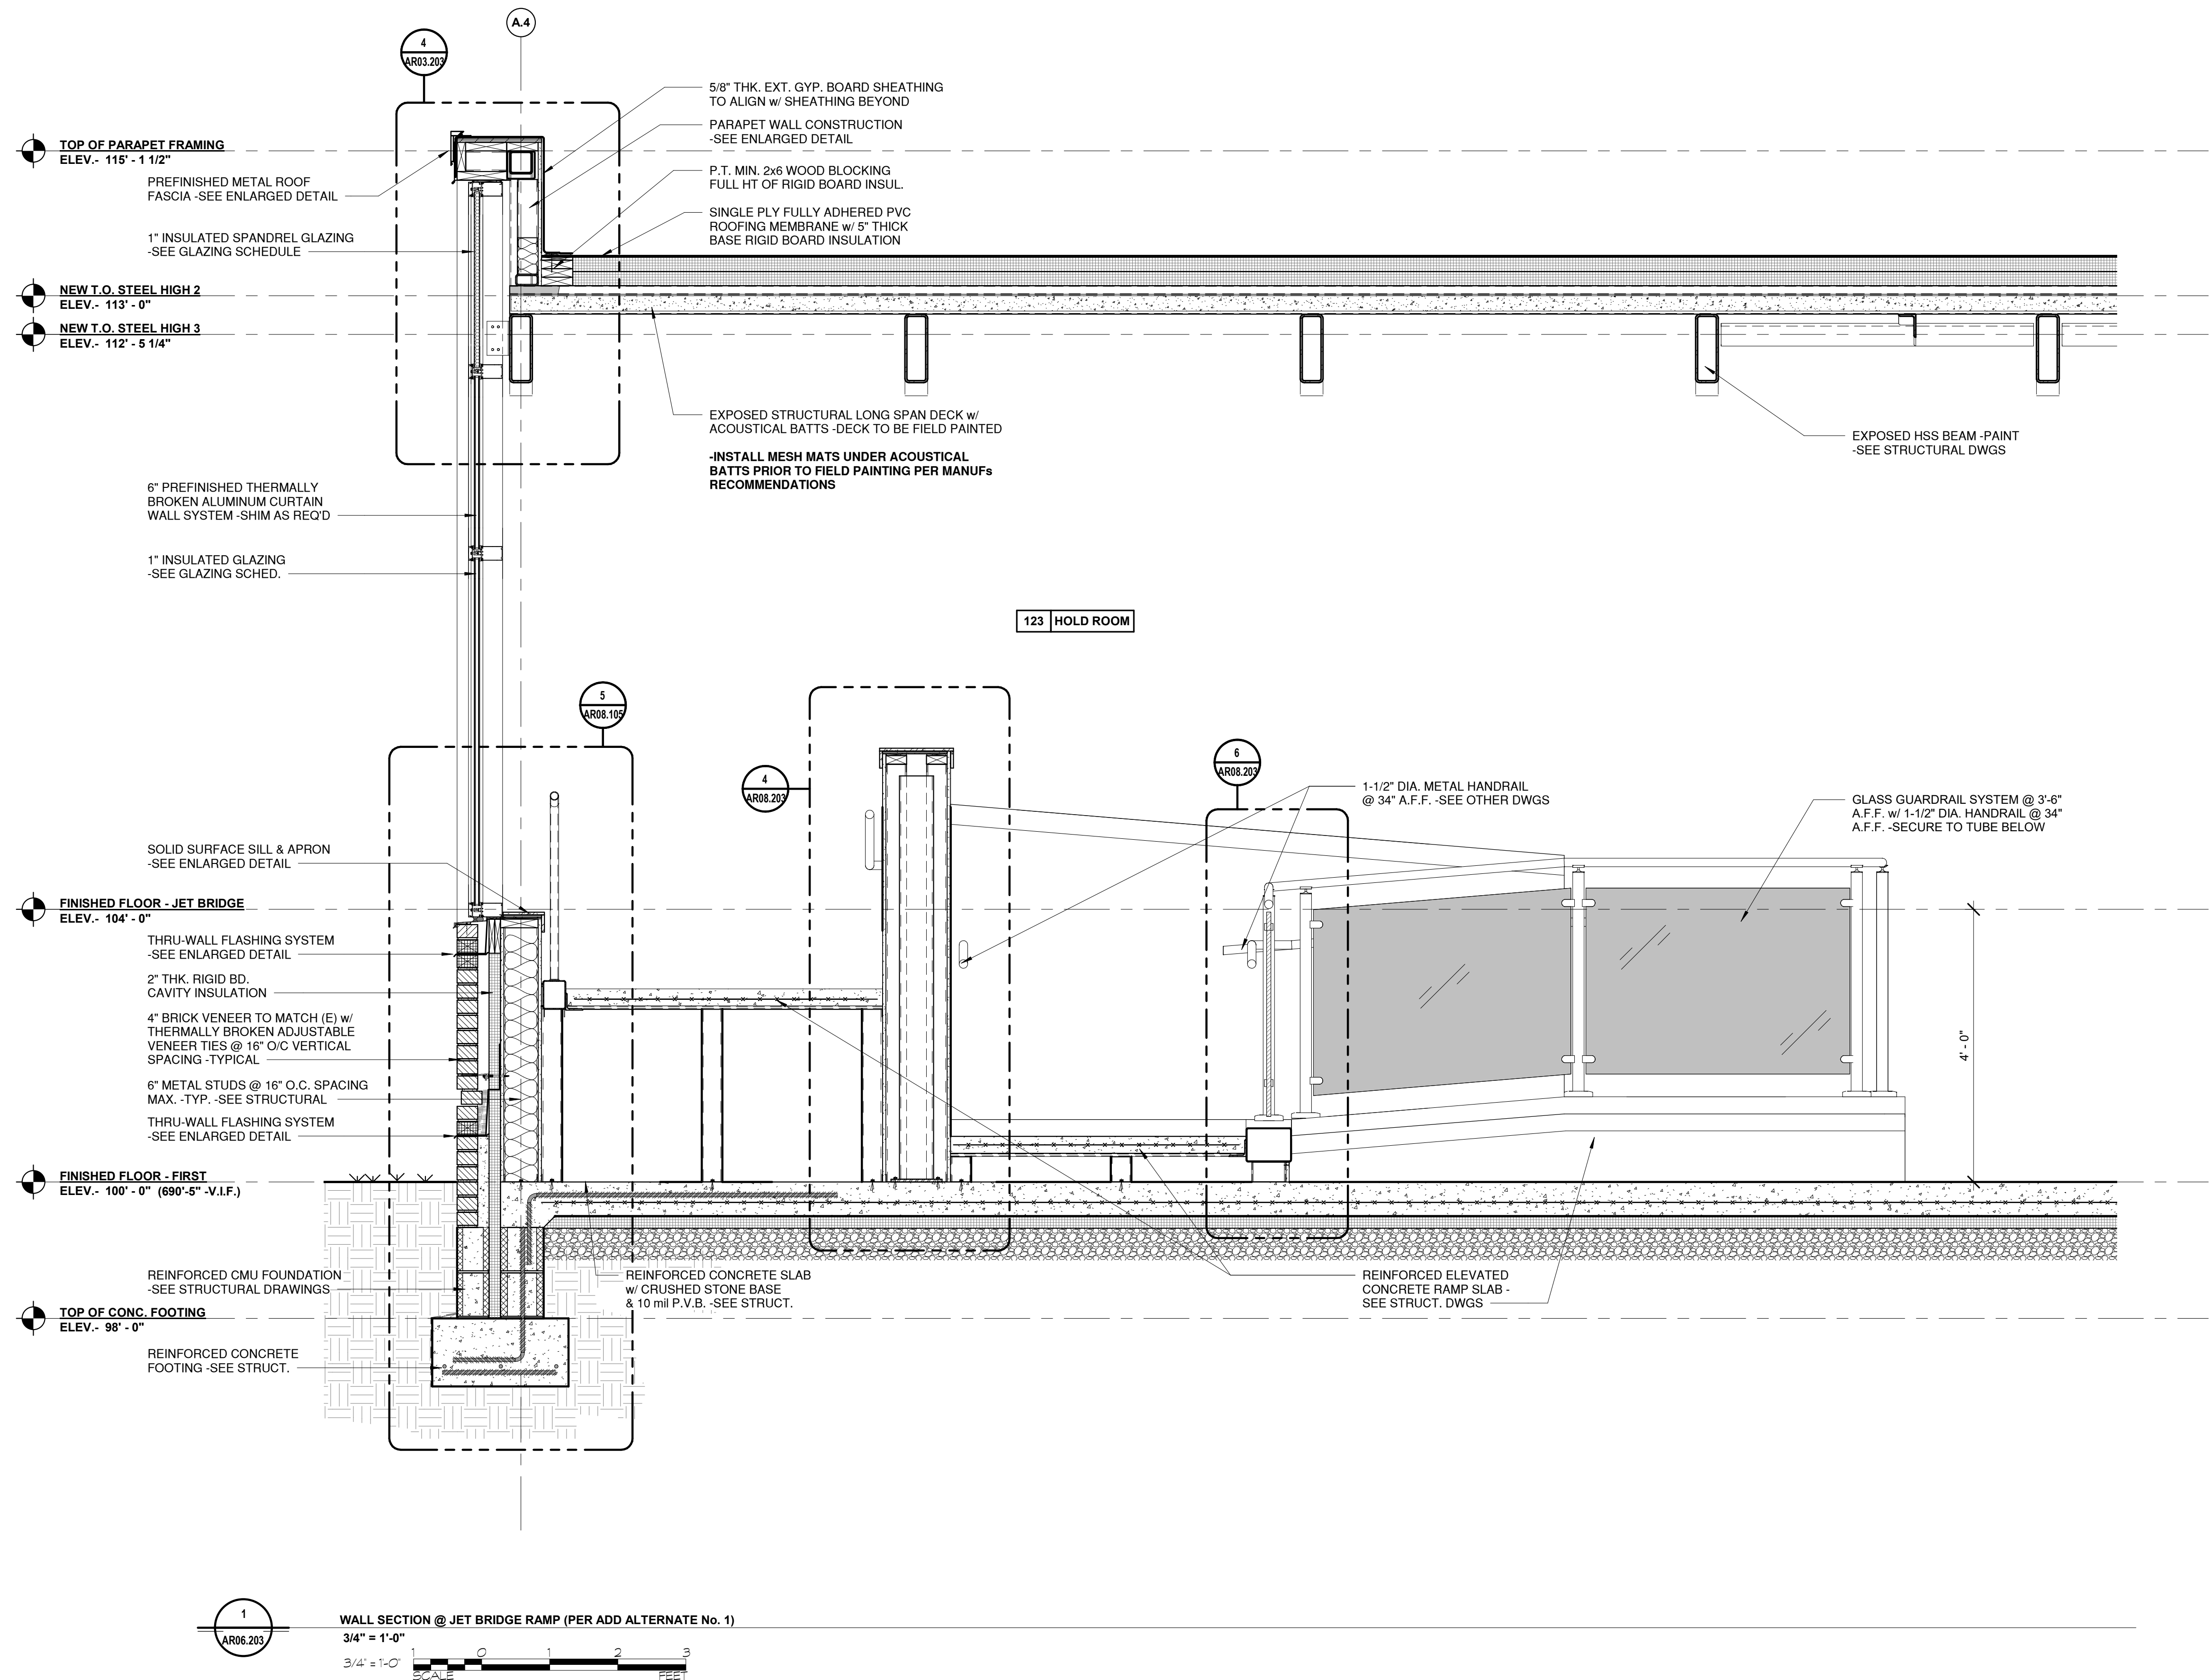 A.4
4
AR03.203
5/8" THK. EXT. GYP. BOARD SHEATHING
TO ALIGN w/ SHEATHING BEYOND
PARAPET WALL CONSTRUCTION
-SEE ENLARGED DETAIL
P.T. MIN. 2x6 WOOD BLOCKING
FULL HT OF RIGID BOARD INSUL.
SINGLE PLY FULLY ADHERED PVC
ROOFING MEMBRANE w/ 5" THICK
BASE RIGID BOARD INSULATION
TOP OF PARAPET FRAMING
ELEV.- 115' - 1 1/2"
PREFINISHED METAL ROOF
FASCIA -SEE ENLARGED DETAIL
1" INSULATED SPANDREL GLAZING
-SEE GLAZING SCHEDULE
NEW T.O. STEEL HIGH 2
ELEV.- 113' - 0"
NEW T.O. STEEL HIGH 3
ELEV.- 112' - 5 1/4"
EXPOSED STRUCTURAL LONG SPAN DECK w/
ACOUSTICAL BATTS -DECK TO BE FIELD PAINTED
-INSTALL MESH MATS UNDER ACOUSTICAL
BATTS PRIOR TO FIELD PAINTING PER MANUFs
RECOMMENDATIONS
EXPOSED HSS BEAM -PAINT
-SEE STRUCTURAL DWGS
6" PREFINISHED THERMALLY
BROKEN ALUMINUM CURTAIN
WALL SYSTEM -SHIM AS REQ'D
1" INSULATED GLAZING
-SEE GLAZING SCHED.
123 HOLD ROOM
5
AR08.105
4
AR08.203
6
AR08.203
1-1/2" DIA. METAL HANDRAIL
@ 34" A.F.F. -SEE OTHER DWGS
GLASS GUARDRAIL SYSTEM @ 3'-6"
A.F.F. w/ 1-1/2" DIA. HANDRAIL @ 34"
A.F.F. -SECURE TO TUBE BELOW
SOLID SURFACE SILL & APRON
-SEE ENLARGED DETAIL
FINISHED FLOOR - JET BRIDGE
ELEV.- 104' - 0"
THRU-WALL FLASHING SYSTEM
-SEE ENLARGED DETAIL
2" THK. RIGID BD.
CAVITY INSULATION
4" BRICK VENEER TO MATCH (E) w/
THERMALLY BROKEN ADJUSTABLE
VENEER TIES @ 16" O/C VERTICAL
SPACING -TYPICAL
6" METAL STUDS @ 16" O.C. SPACING
MAX. -TYP. -SEE STRUCTURAL
THRU-WALL FLASHING SYSTEM
-SEE ENLARGED DETAIL
4' - 0"
FINISHED FLOOR - FIRST
ELEV.- 100' - 0" (690'-5" -V.I.F.)
REINFORCED CMU FOUNDATION
-SEE STRUCTURAL DRAWINGS
REINFORCED CONCRETE SLAB
w/ CRUSHED STONE BASE
& 10 mil P.V.B. -SEE STRUCT.
REINFORCED ELEVATED
CONCRETE RAMP SLAB -
SEE STRUCT. DWGS
TOP OF CONC. FOOTING
ELEV.- 98' - 0"
REINFORCED CONCRETE
FOOTING -SEE STRUCT.
1
AR06.203
WALL SECTION @ JET BRIDGE RAMP (PER ADD ALTERNATE No. 1)
3/4" = 1'-0"
3/4" = 1'-0"
1 0 1 2 3
SCALE FEET